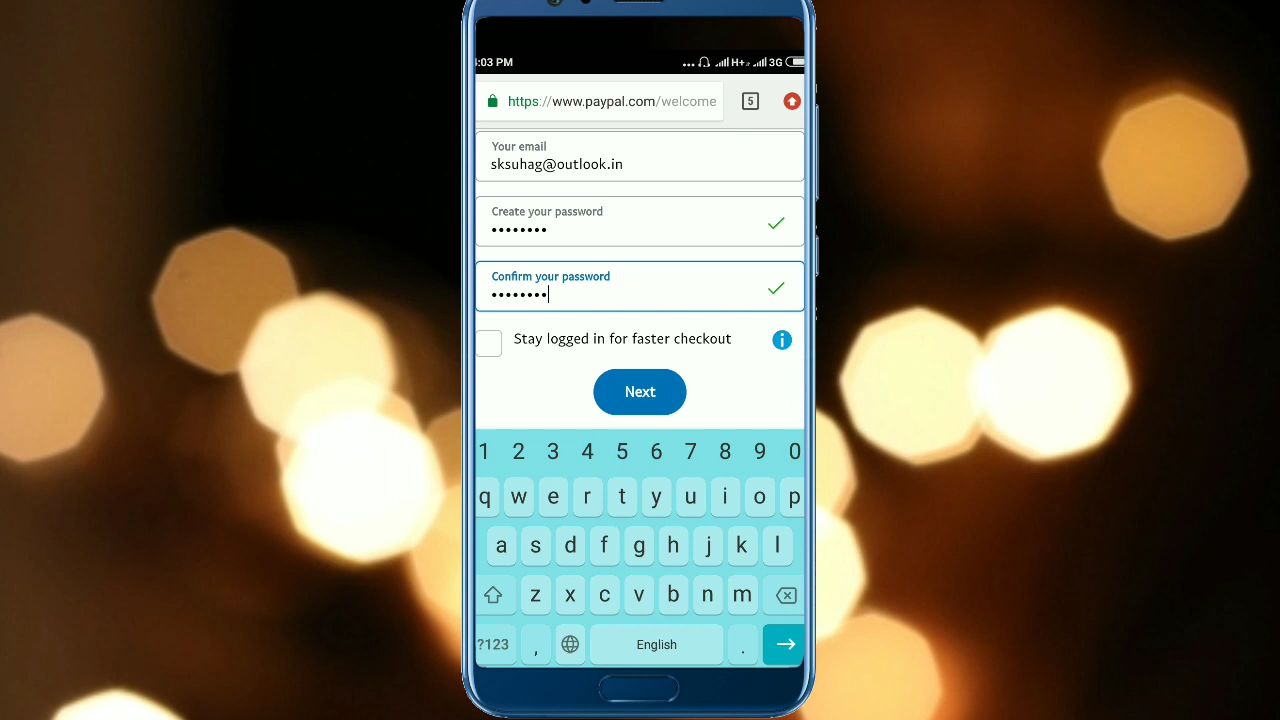 :03 PM ... H+ 3G
https://www.paypal.com/welcome 5
Your email
sksuhag@outlook.in
Create your password
••••••••
Confirm your password
••••••••
Stay logged in for faster checkout
Next
1 2 3 4 5 6 7 8 9 0
q w e r t y u i o p
a s d f g h j k l
z x c v b n m
?123 , English .